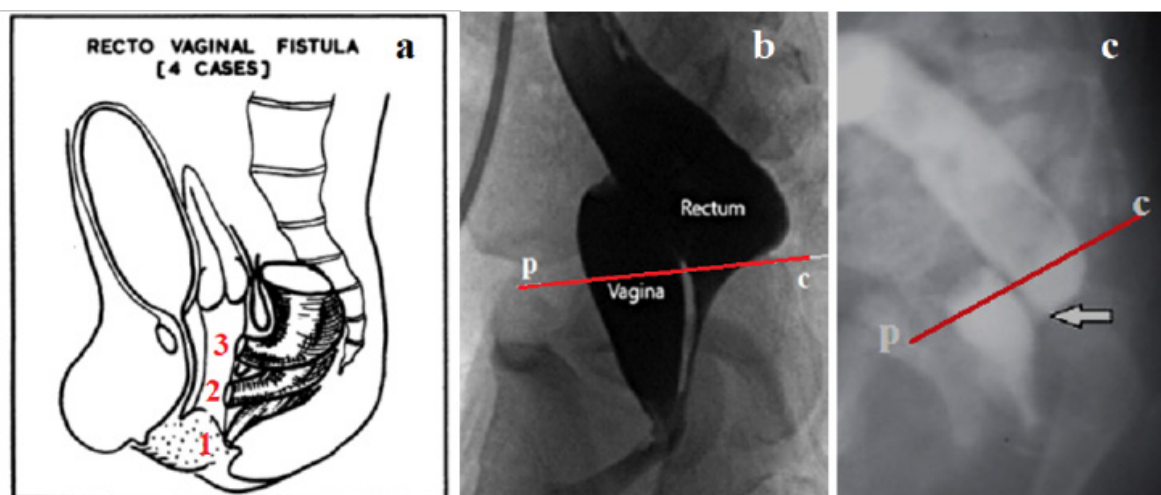 RECTO VAGINAL FISTULA
[4 CASES]
a
3
2
1
b
Rectum
p
c
Vagina
c
c
p